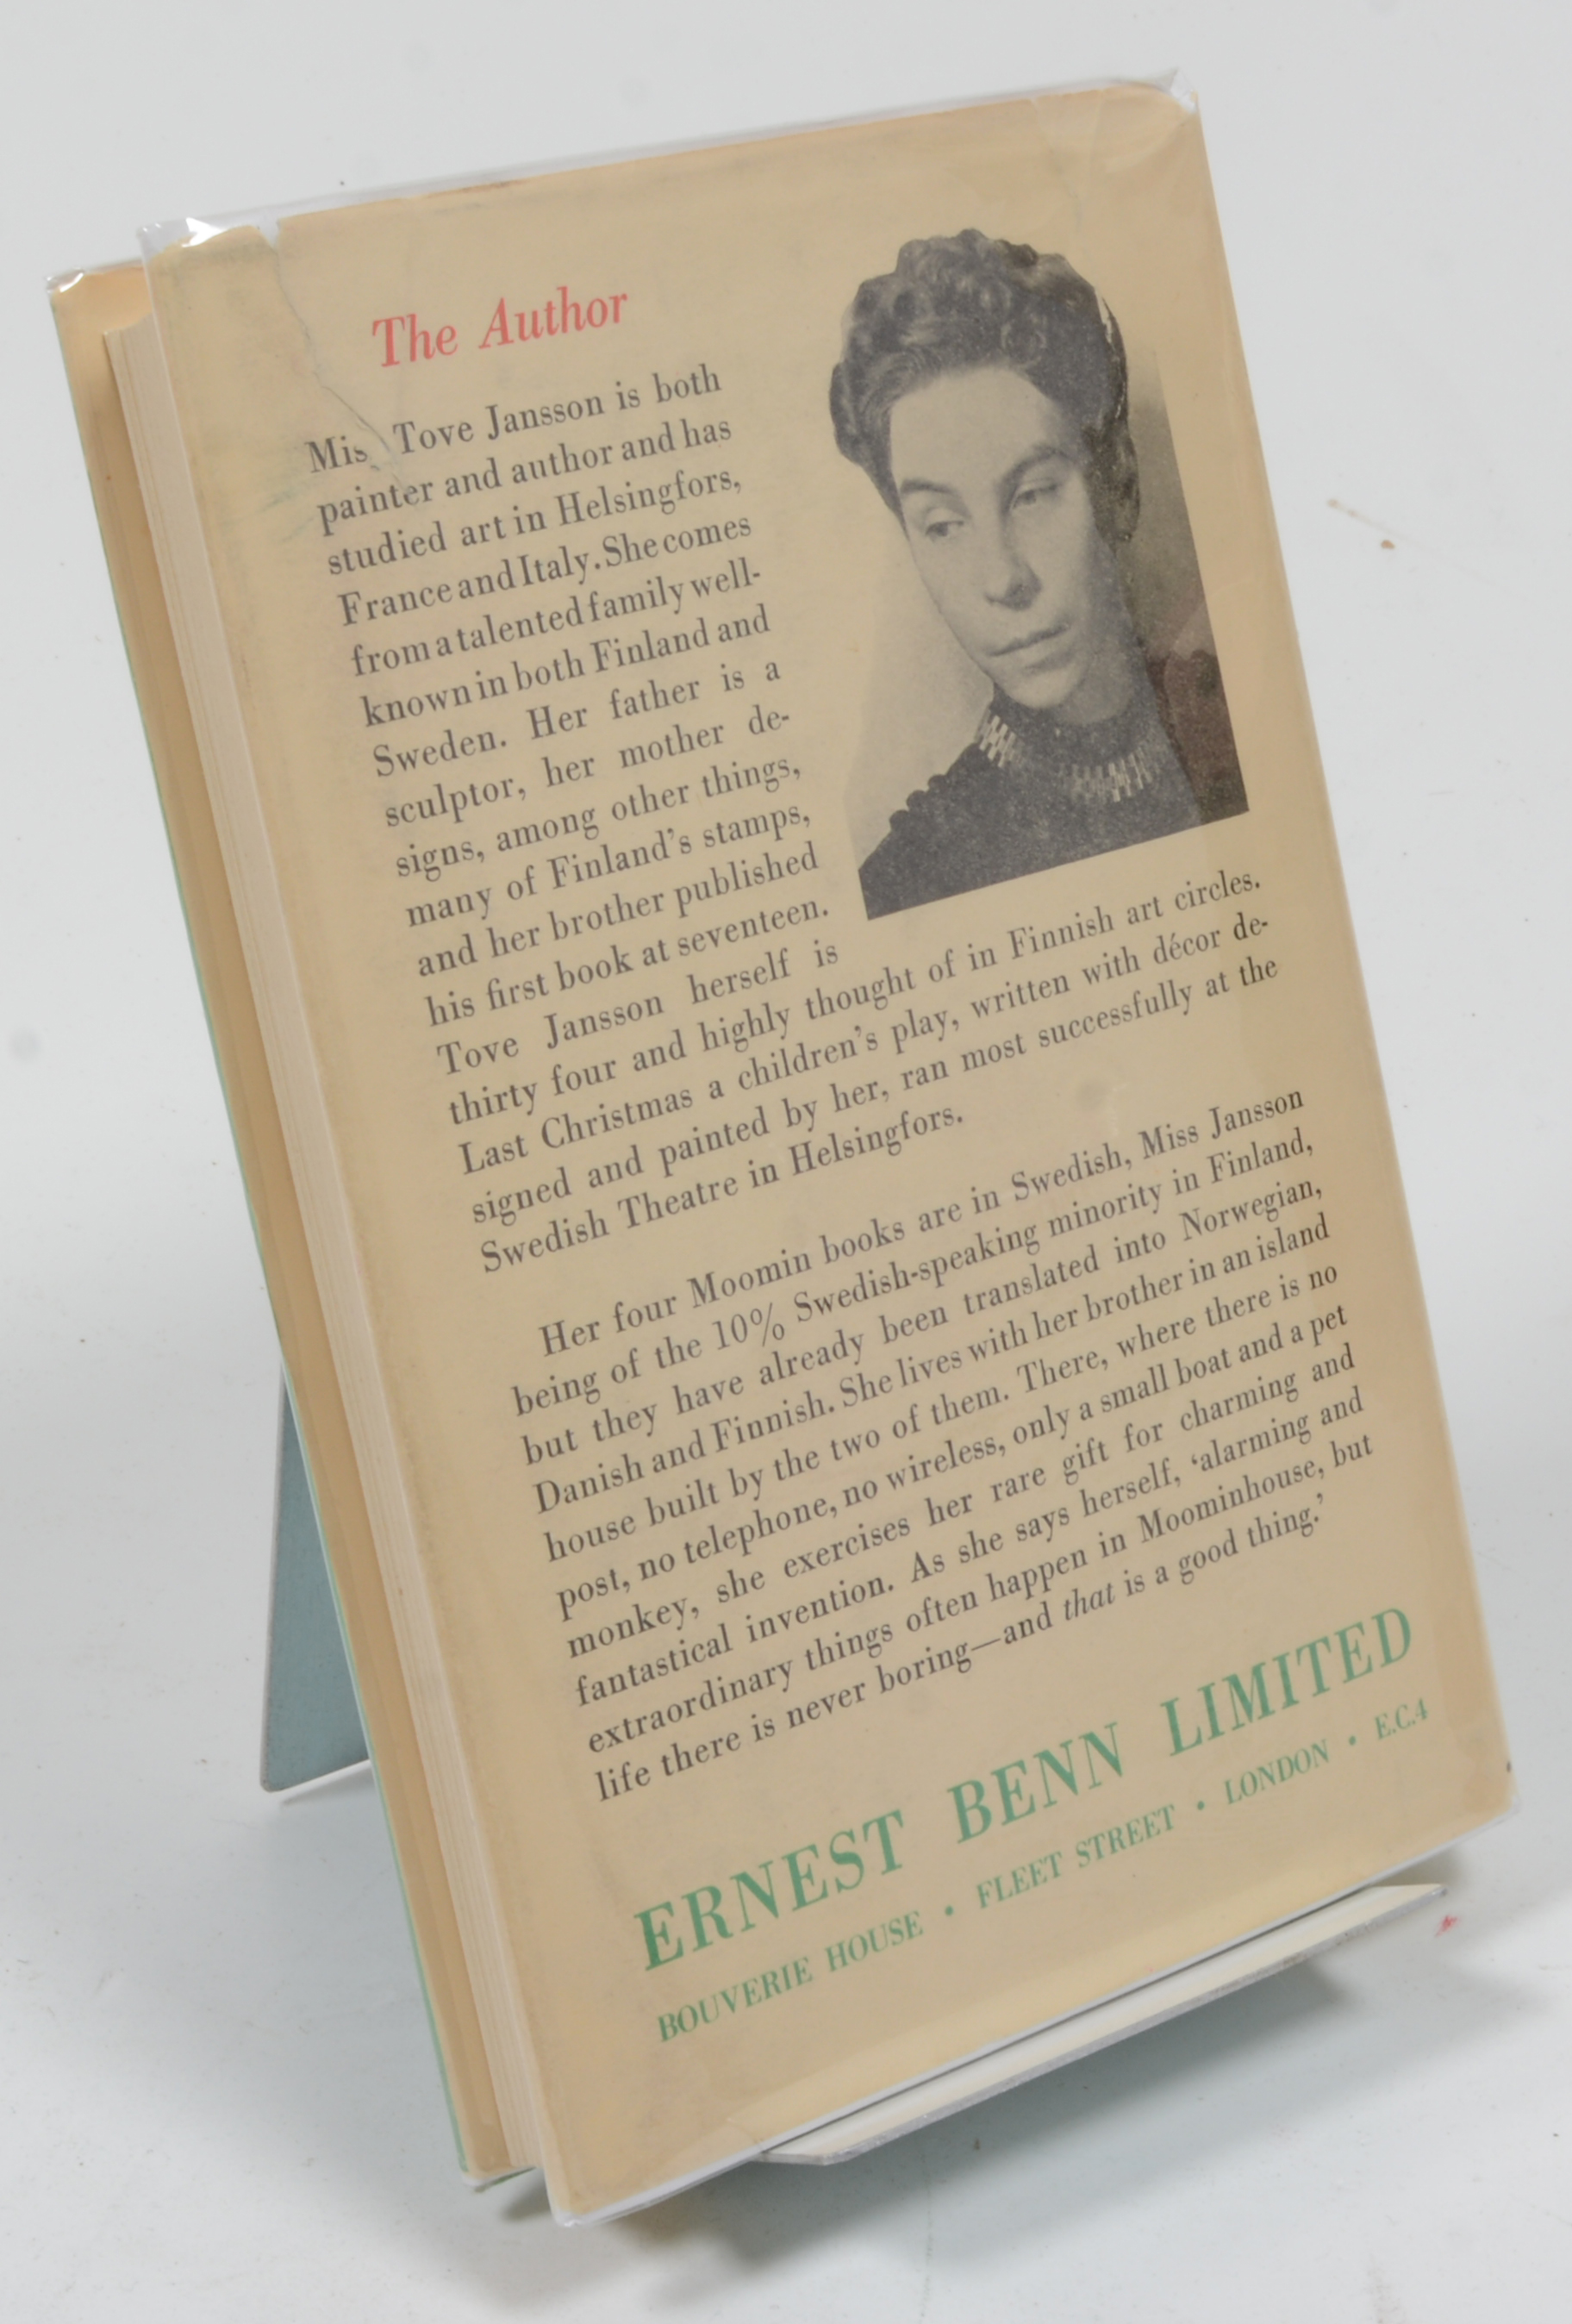 The Author
Mis Tove Jansson is both
painter and author and has
studied art in Helsingfors,
France and Italy. She comes
from a talented family well-
known in both Finland and
Sweden. Her father is a
sculptor, her mother de-
signs, among other things,
many of Finland's stamps,
and her brother published
his first book at seventeen.
Tove Jansson herself is
thirty four and highly thought of in Finnish art circles.
Last Christmas a children's play, written with décor de-
signed and painted by her, ran most successfully at the
Swedish Theatre in Helsingfors.
Her four Moomin books are in Swedish, Miss Jansson
being of the 10% Swedish-speaking minority in Finland,
but they have already been translated into Norwegian,
Danish and Finnish. She lives with her brother in an island
house built by the two of them. There, where there is no
post, no telephone, no wireless, only a small boat and a pet
monkey, she exercises her rare gift for charming and
fantastical invention. As she says herself, 'alarming and
extraordinary things often happen in Moominhouse, but
life there is never boring—and that is a good thing.'
ERNEST BENN LIMITED
BOUVERIE HOUSE · FLEET STREET · LONDON · E.C.4